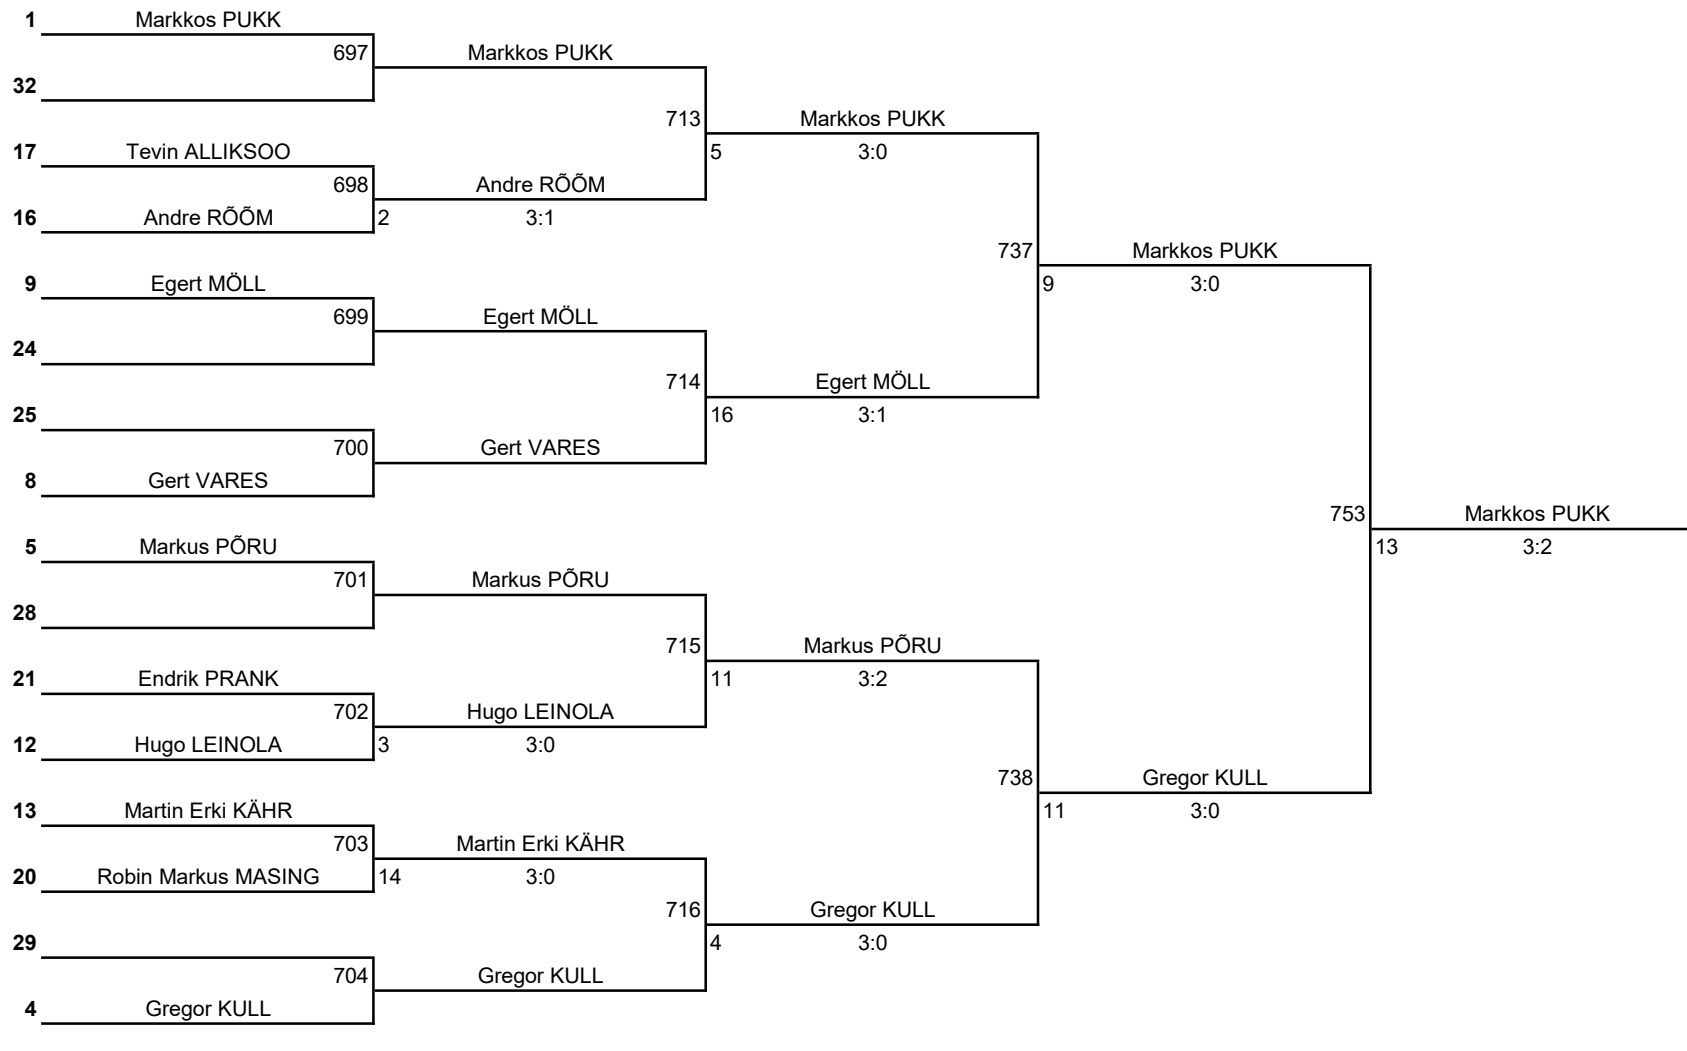 1 Markkos PUKK
697 Markkos PUKK
32
713 Markkos PUKK
17 Tevin ALLIKSOO 5 3:0
698 Andre RÕÕM
16 Andre RÕÕM 2 3:1
737 Markkos PUKK
9 Egert MÖLL 9 3:0
699 Egert MÖLL
24
714 Egert MÖLL
25 16 3:1
700 Gert VARES
8 Gert VARES
753 Markkos PUKK
5 Markus PÕRU 13 3:2
701 Markus PÕRU
28
715 Markus PÕRU
21 Endrik PRANK 11 3:2
702 Hugo LEINOLA
12 Hugo LEINOLA 3 3:0
738 Gregor KULL
13 Martin Erki KÄHR 11 3:0
703 Martin Erki KÄHR
20 Robin Markus MASING 14 3:0
716 Gregor KULL
29 4 3:0
704 Gregor KULL
4 Gregor KULL